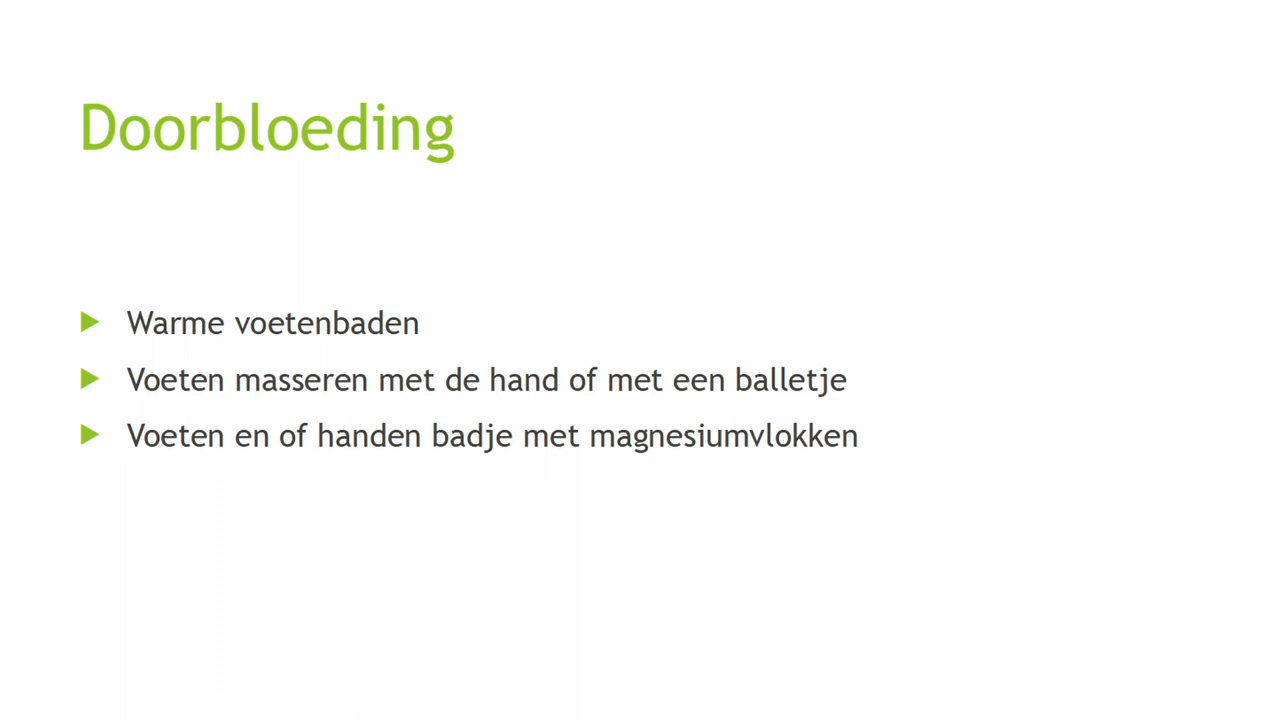 Doorbloeding
Warme voetenbaden
Voeten masseren met de hand of met een balletje
Voeten en of handen badje met magnesiumvlokken